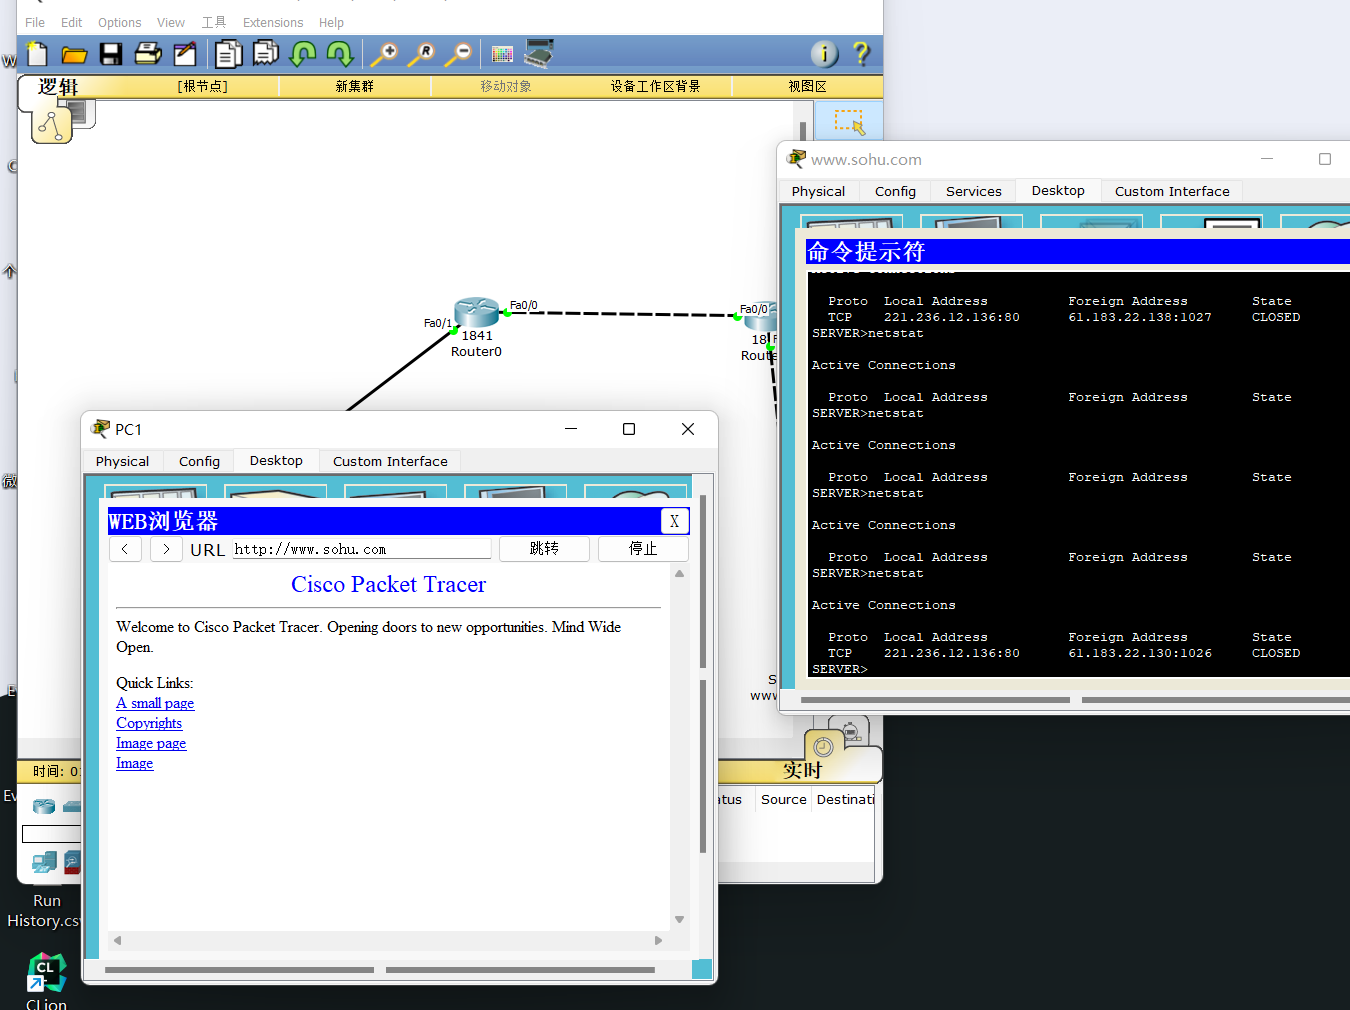 File Edit Options View 工具 Extensions Help
逻辑 [根节点] 新集群 移动对象 设备工作区背景 视图区
www.sohu.com
Physical Config Services Desktop Custom Interface
命令提示符
Active Connections
Proto Local Address Foreign Address State
TCP 221.236.12.136:80 61.183.22.138:1027 CLOSED
SERVER>netstat
Active Connections
Proto Local Address Foreign Address State
SERVER>netstat
Active Connections
Proto Local Address Foreign Address State
SERVER>netstat
Active Connections
Proto Local Address Foreign Address State
SERVER>netstat
Active Connections
Proto Local Address Foreign Address State
TCP 221.236.12.136:80 61.183.22.130:1026 CLOSED
SERVER>
Fa0/0
Fa0/1
1841
Router0
Fa0/0
PC1
Physical Config Desktop Custom Interface
WEB浏览器 X
< > URL http://www.sohu.com 跳转 停止
Cisco Packet Tracer
Welcome to Cisco Packet Tracer. Opening doors to new opportunities. Mind Wide
Open.
Quick Links:
A small page
Copyrights
Image page
Image
时间:
实时
Source
Run
History.csv
CL
CLion